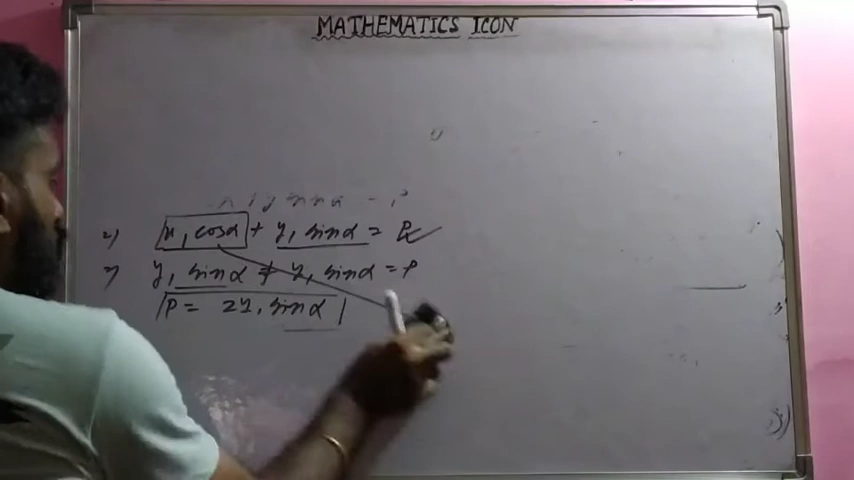 MATHEMATICS ICON
x₁ cosα + y₁ sinα = P
y₁ sinα + y₁ sinα = P
P = 2y₁ sinα